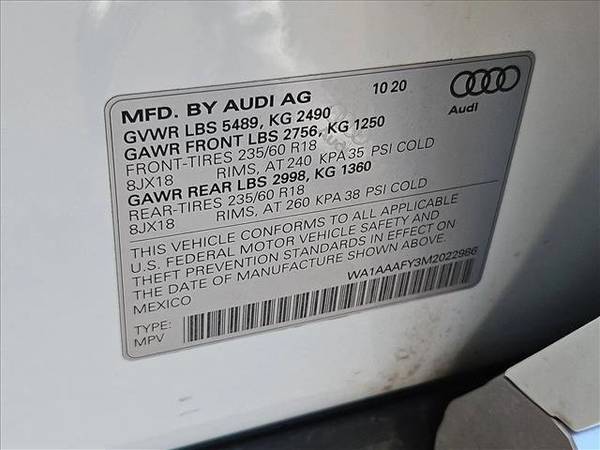 MFD. BY AUDI AG 10 20
Audi
GVWR LBS 5489, KG 2490
GAWR FRONT LBS 2756, KG 1250
FRONT-TIRES 235/60 R18
8JX18 RIMS, AT 240 KPA 35 PSI COLD
GAWR REAR LBS 2998, KG 1360
REAR-TIRES 235/60 R18
8JX18 RIMS, AT 260 KPA 38 PSI COLD
THIS VEHICLE CONFORMS TO ALL APPLICABLE
U.S. FEDERAL MOTOR VEHICLE SAFETY AND
THEFT PREVENTION STANDARDS IN EFFECT ON
THE DATE OF MANUFACTURE SHOWN ABOVE.
MEXICO
WA1AAAFY3M2022986
TYPE:
MPV